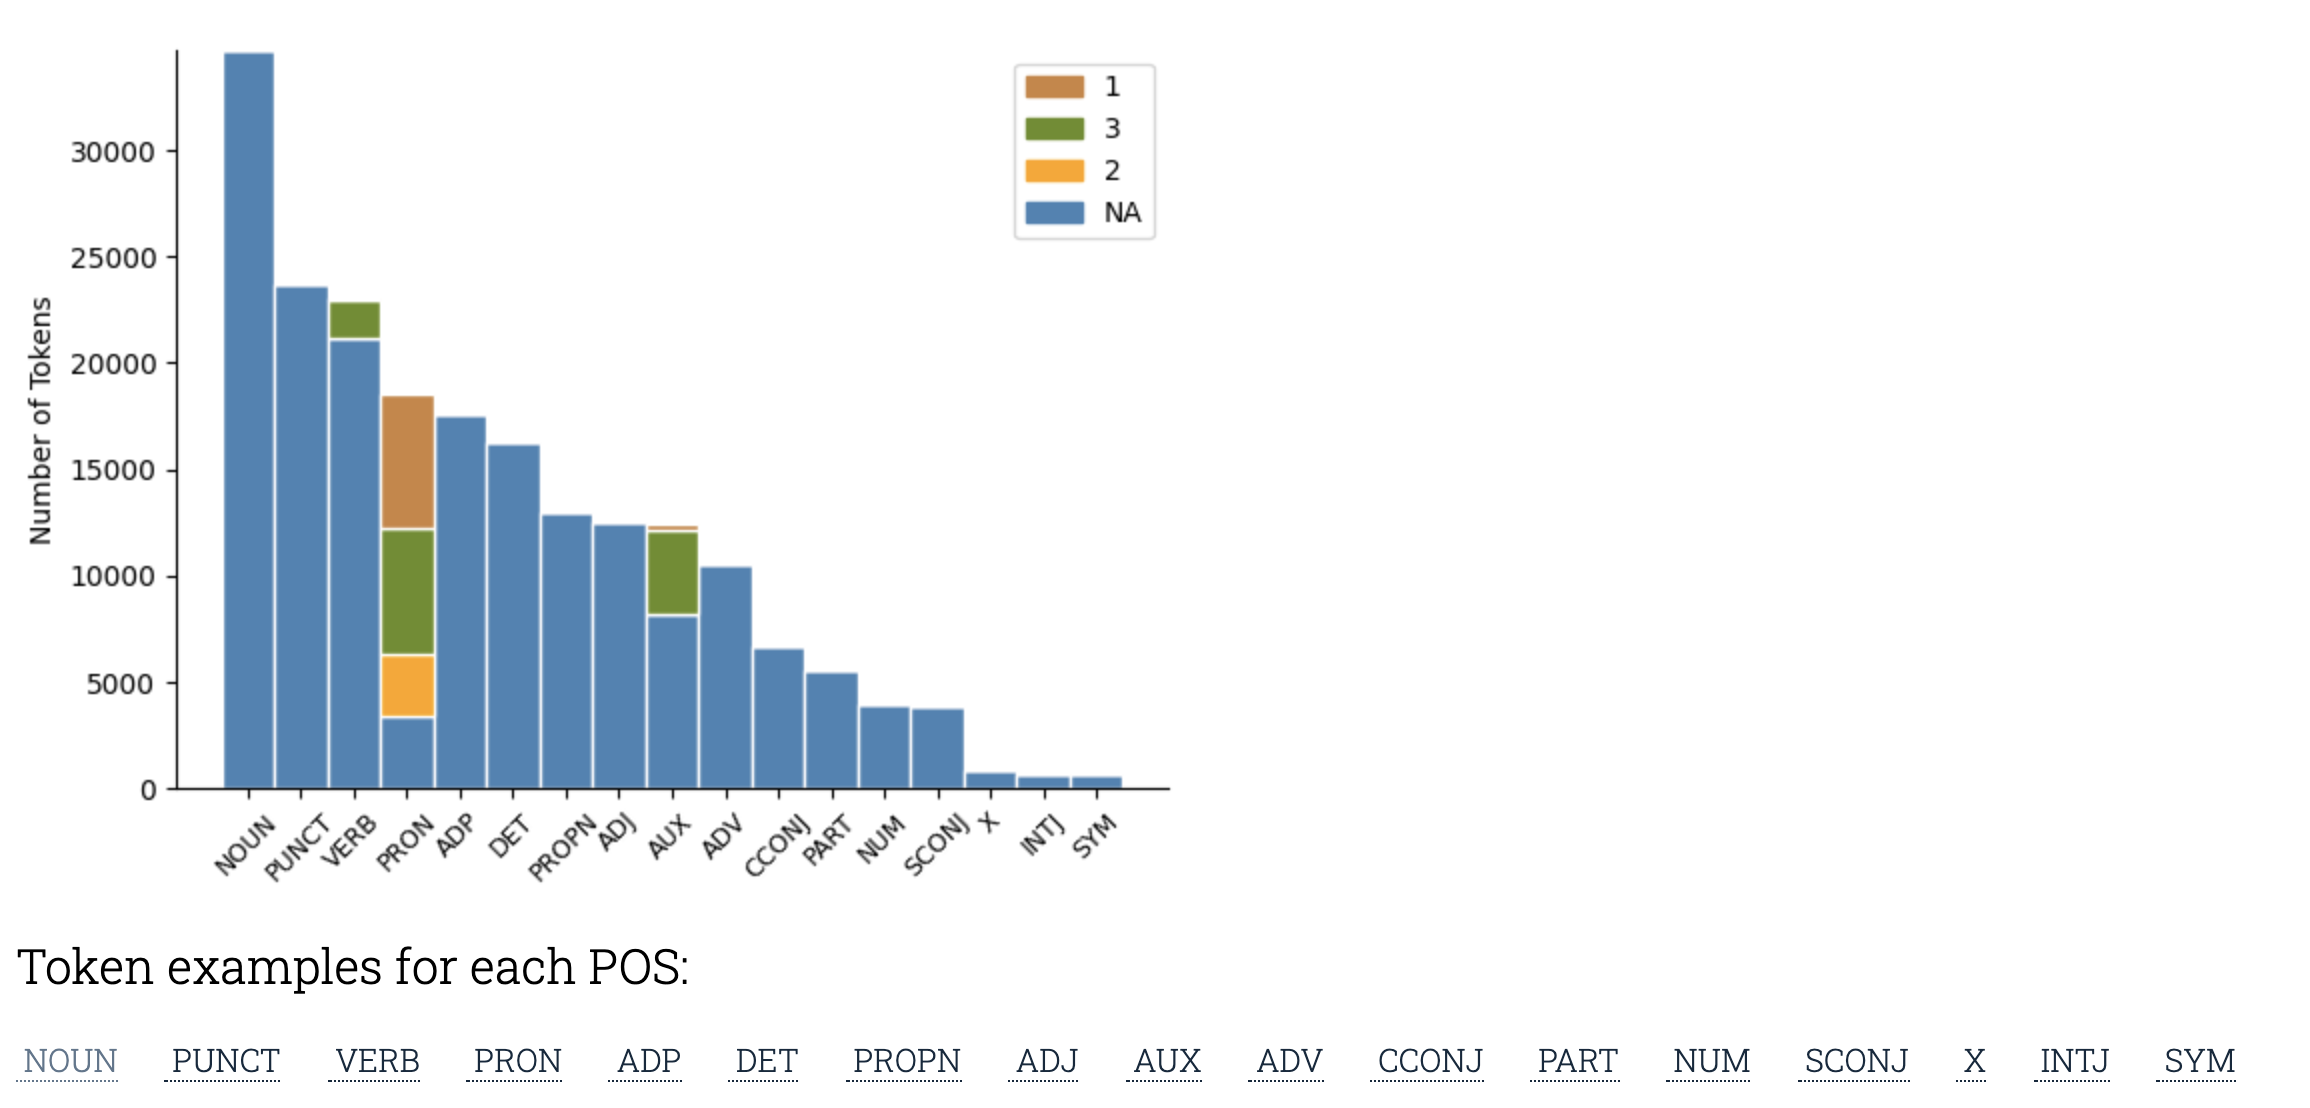 1
3
2
NA
30000
25000
20000
15000
10000
5000
0
Number of Tokens
NOUN PUNCT VERB PRON ADP DET PROPN ADJ AUX ADV CCONJ PART NUM SCONJ X INTJ SYM
Token examples for each POS:
NOUN PUNCT VERB PRON ADP DET PROPN ADJ AUX ADV CCONJ PART NUM SCONJ X INTJ SYM